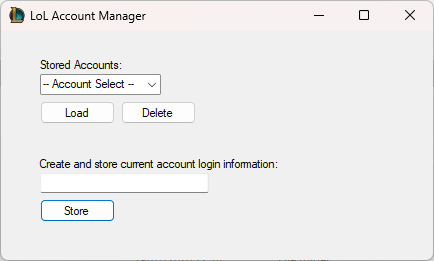 LoL Account Manager
Stored Accounts:
-- Account Select --
Load
Delete
Create and store current account login information:
Store